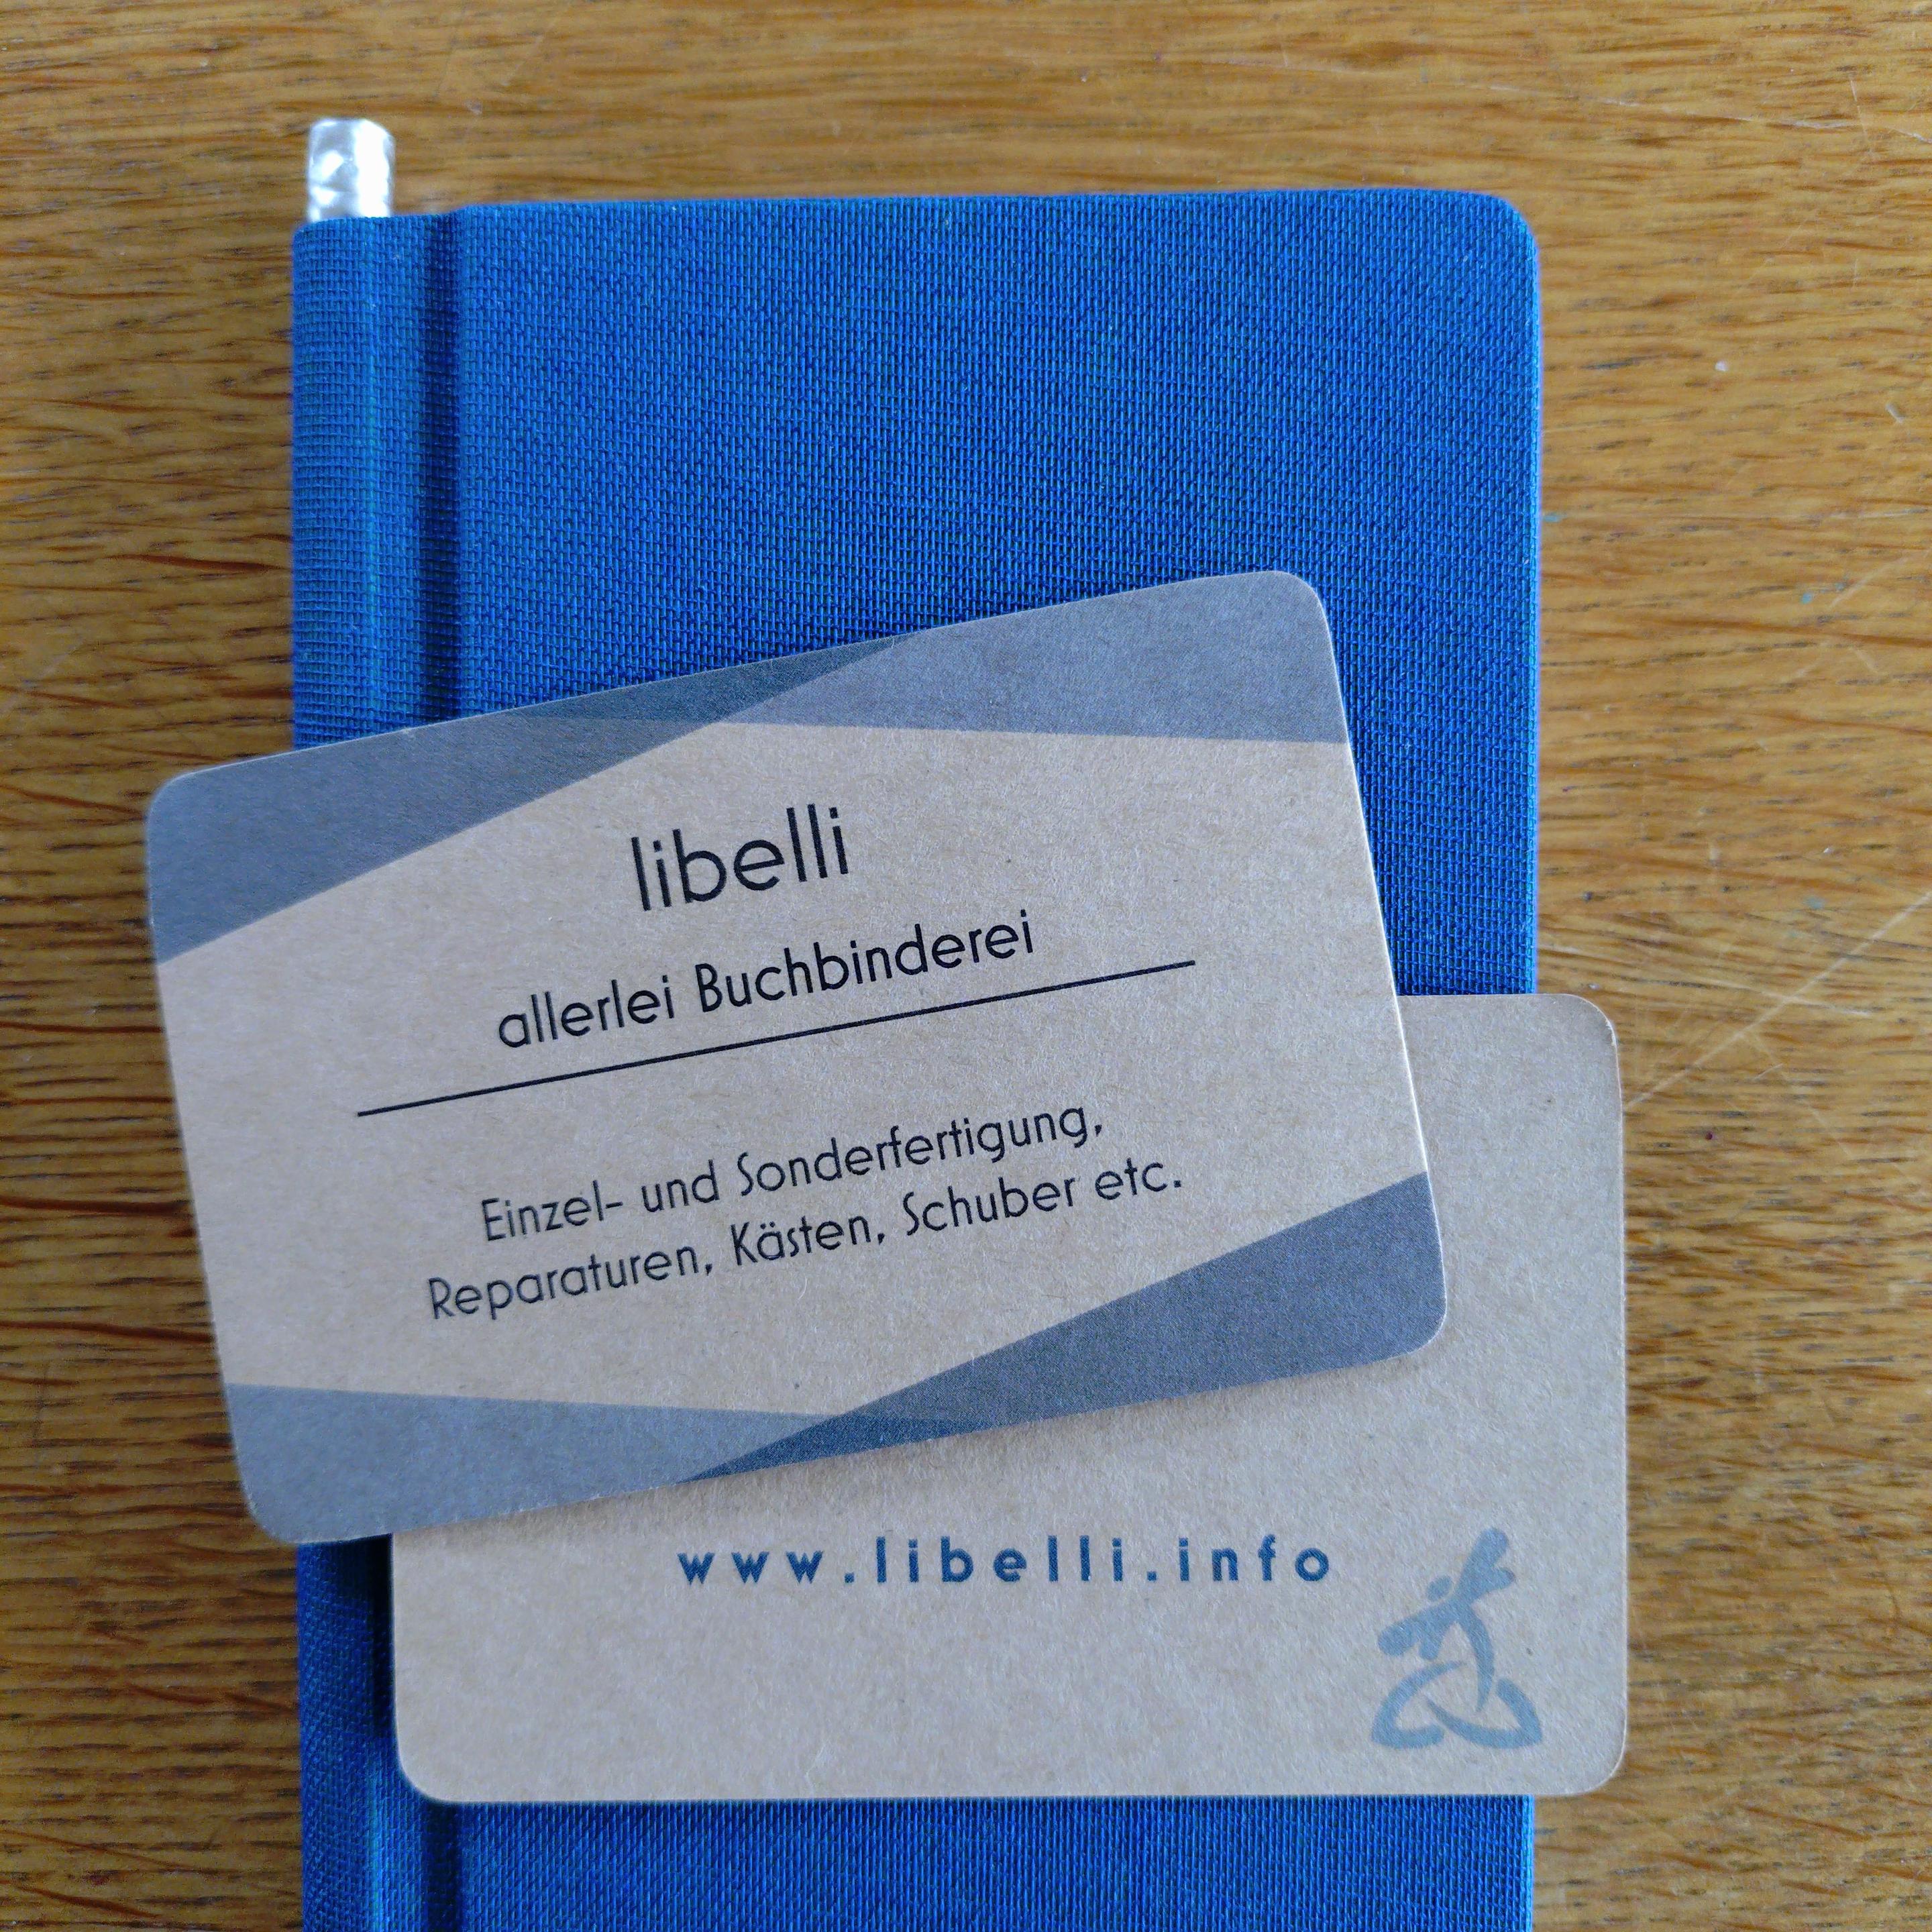 libelli
allerlei Buchbinderei
Einzel- und Sonderfertigung,
Reparaturen, Kästen, Schuber etc.
www.libelli.info